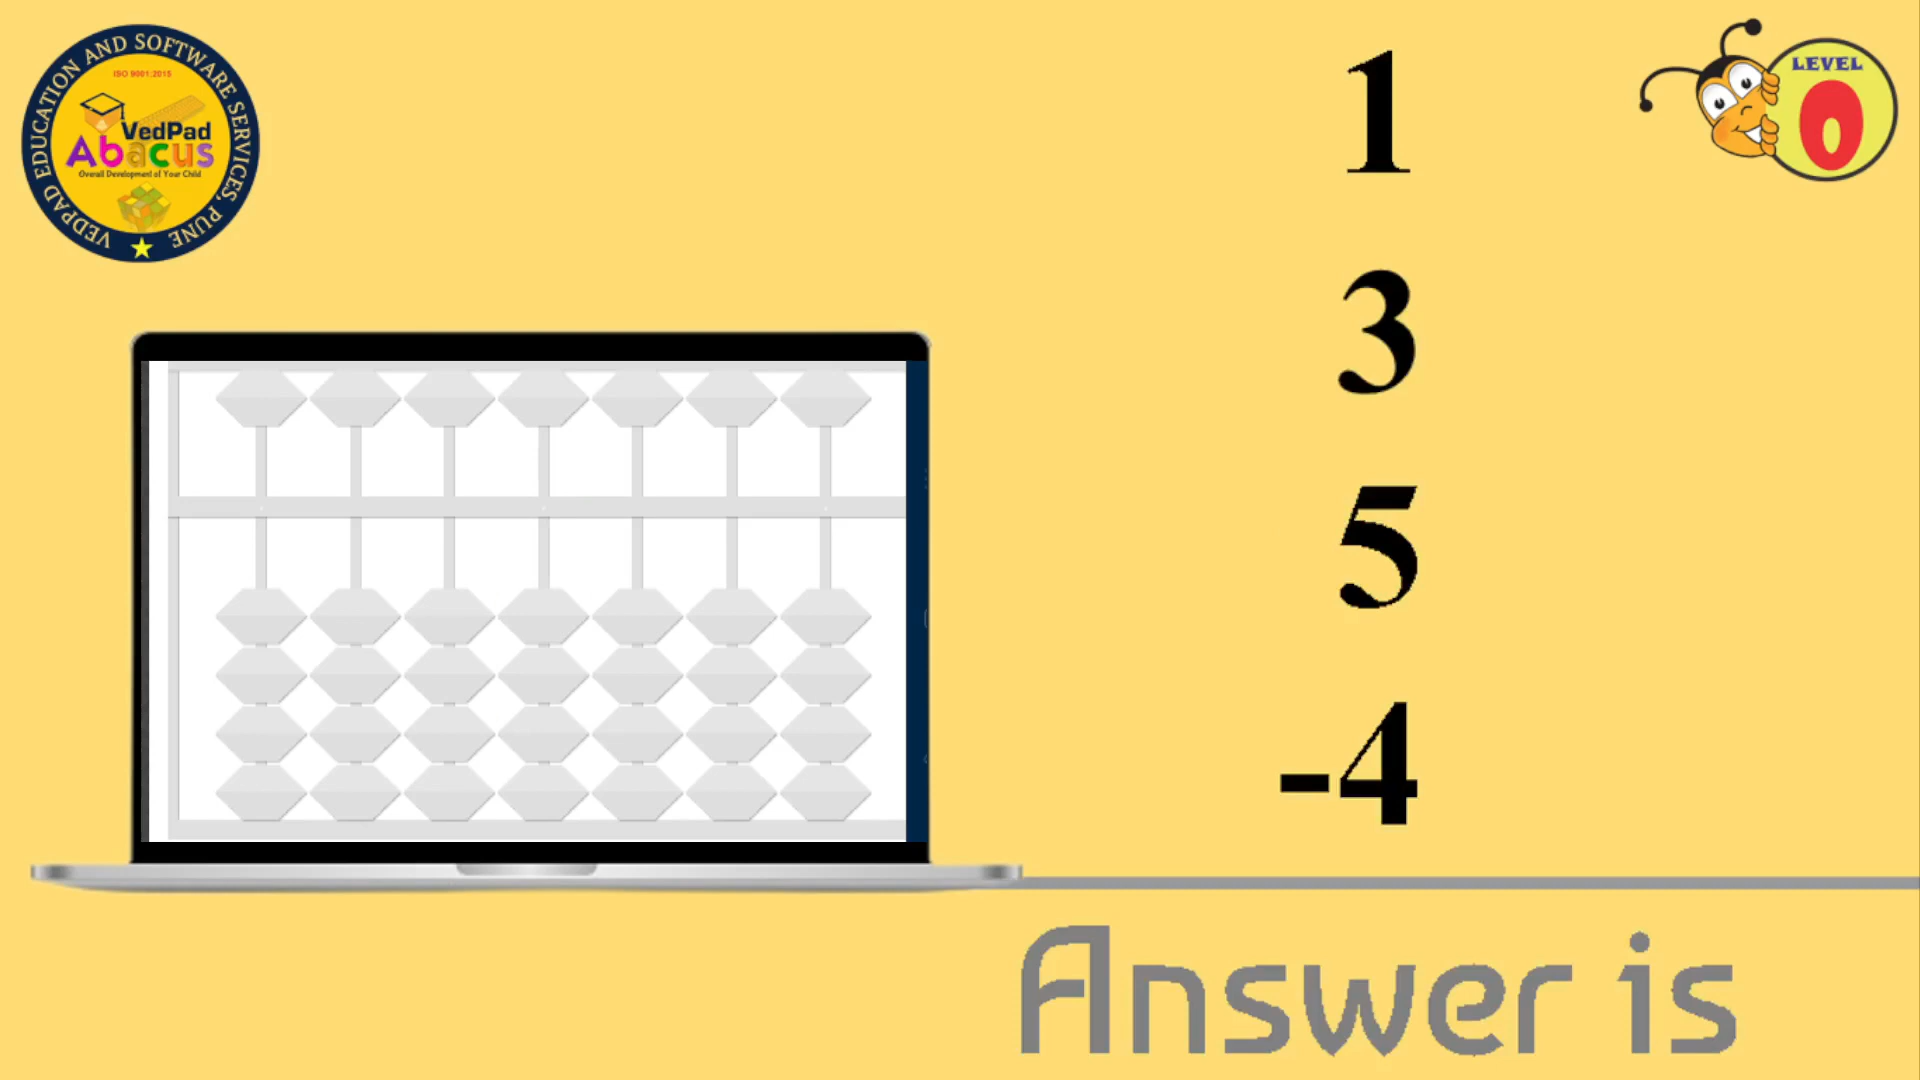 VEDPAD EDUCATION AND SOFTWARE SERVICES, PUNE
ISO 9001:2015
VedPad
Abacus
Overall Development of Your Child
LEVEL
0
1
3
5
-4
Answer is